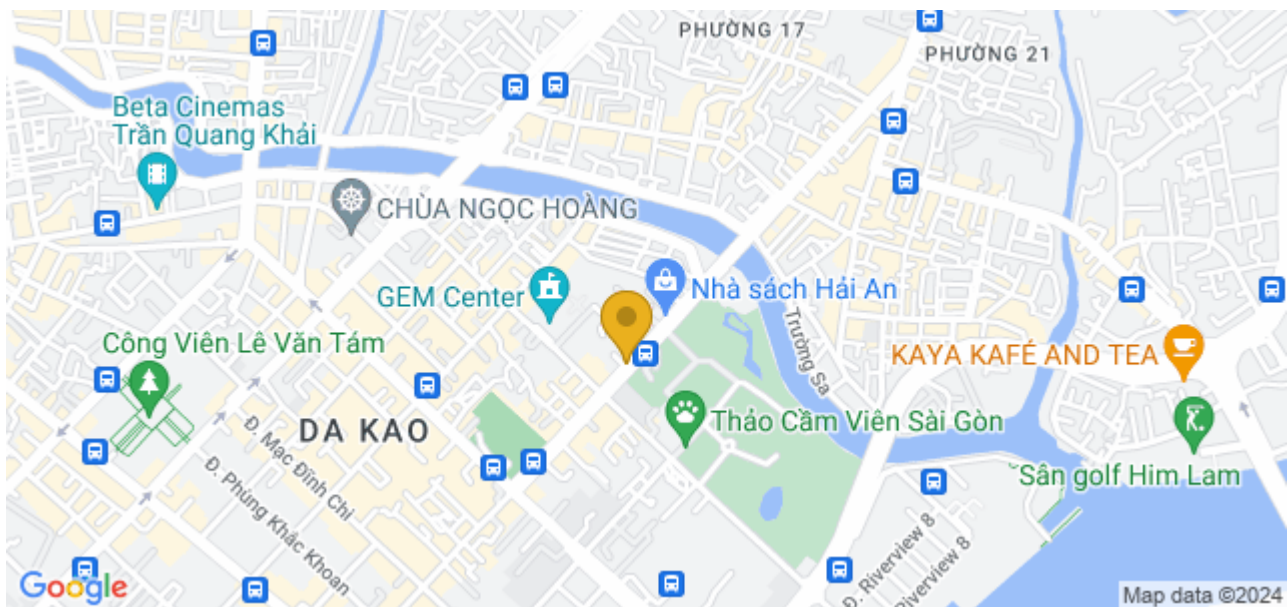 PHƯỜNG 17
PHƯỜNG 21
Beta Cinemas
Trần Quang Khải
CHÙA NGỌC HOÀNG
GEM Center
Nhà sách Hải An
Trường Sa
Công Viên Lê Văn Tám
KAYA KAFÉ AND TEA
DA KAO
Thảo Cầm Viên Sài Gòn
Đ. Mạc Đĩnh Chi
Sân golf Him Lam
Đ. Phùng Khắc Khoan
Đ. Riverview 8
Riverview 8
Google
Map data ©2024